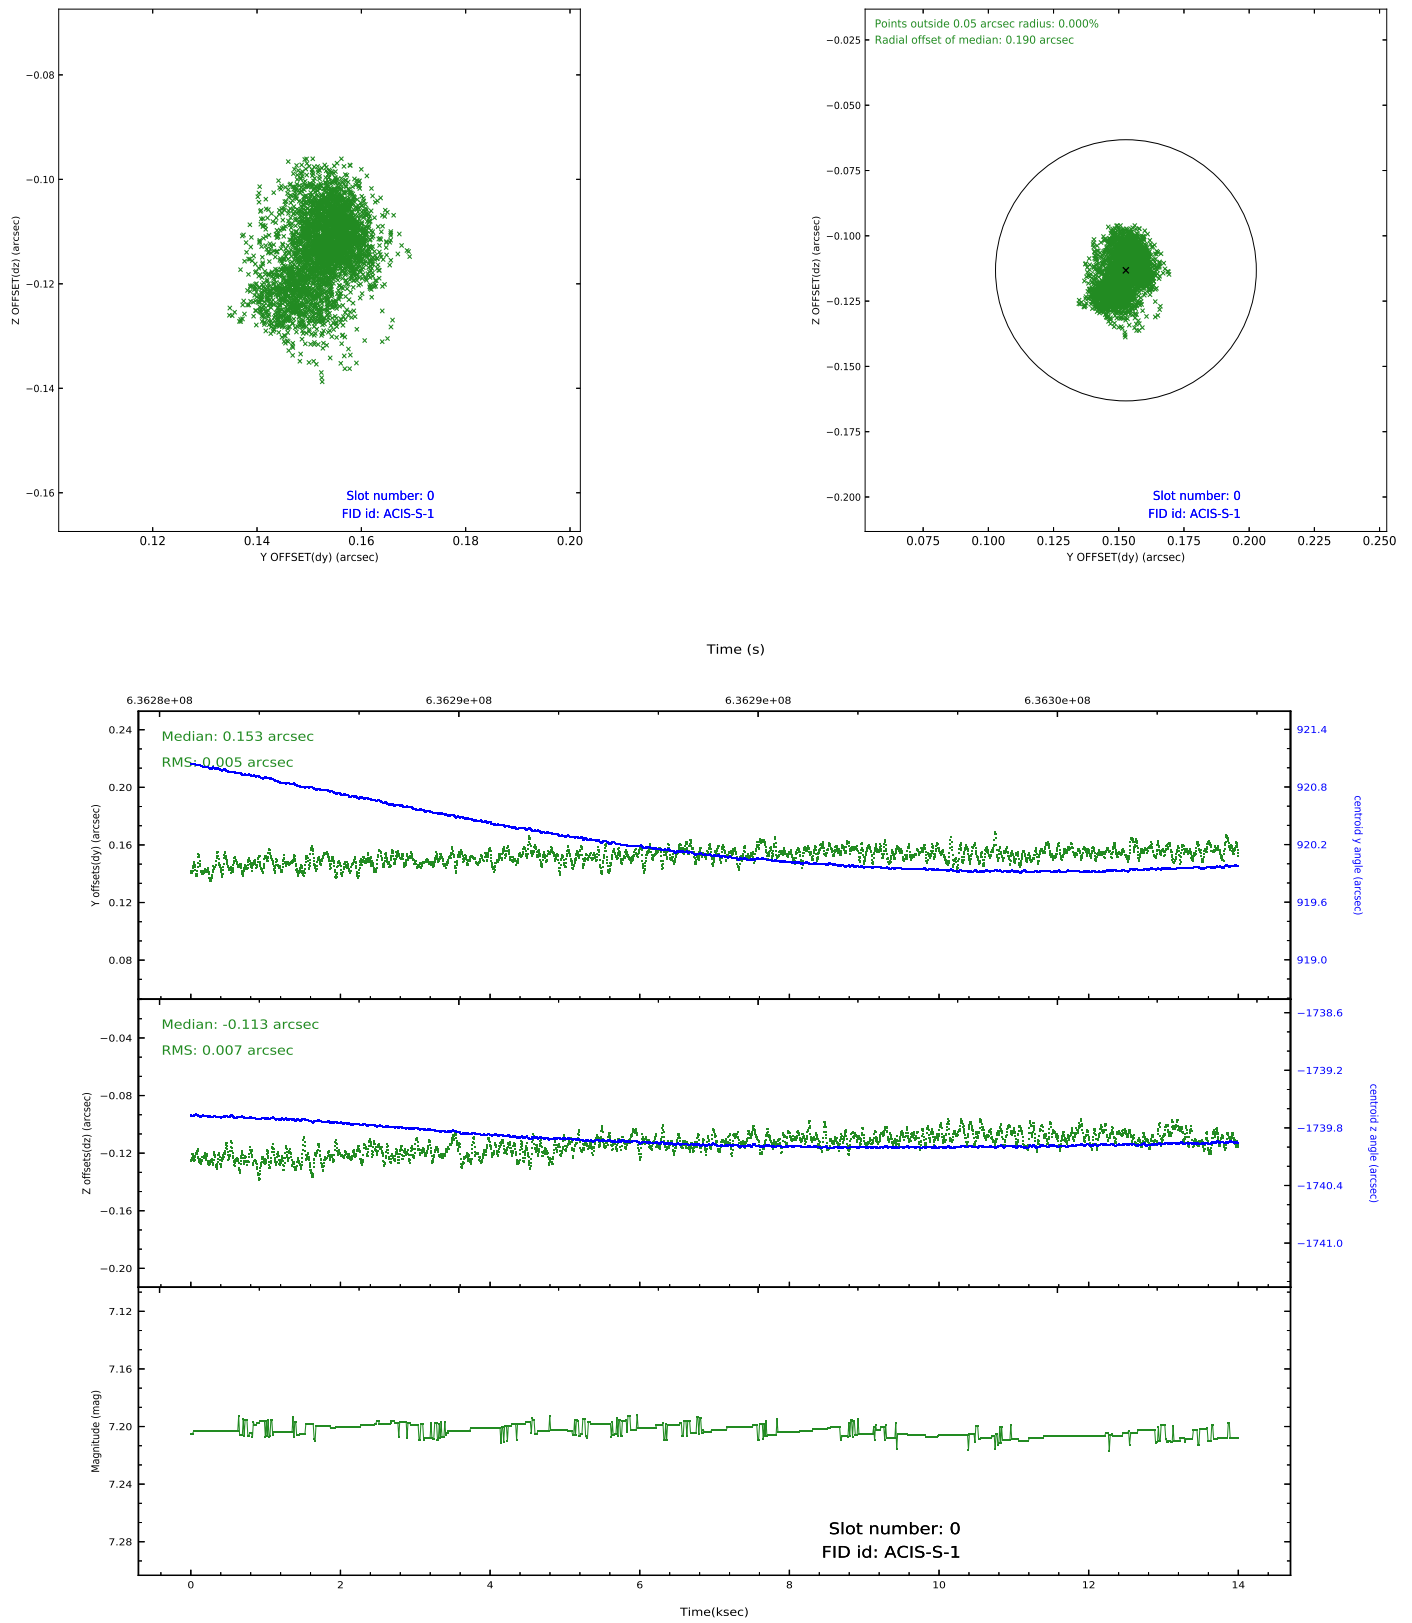 −0.08
−0.10
−0.12
−0.14
−0.16
Z OFFSET(dz) (arcsec)
Slot number: 0
FID id: ACIS-S-1
0.12 0.14 0.16 0.18 0.20
Y OFFSET(dy) (arcsec)
Points outside 0.05 arcsec radius: 0.000%
Radial offset of median: 0.190 arcsec
−0.025
−0.050
−0.075
−0.100
−0.125
−0.150
−0.175
−0.200
Z OFFSET(dz) (arcsec)
Slot number: 0
FID id: ACIS-S-1
0.075 0.100 0.125 0.150 0.175 0.200 0.225 0.250
Y OFFSET(dy) (arcsec)
Time (s)
6.3628e+08 6.3629e+08 6.3629e+08 6.3630e+08
Median: 0.153 arcsec
RMS: 0.005 arcsec
0.24
0.20
0.16
0.12
0.08
Y offsets(dy) (arcsec)
921.4
920.8
920.2
919.6
919.0
centroid y angle (arcsec)
Median: -0.113 arcsec
RMS: 0.007 arcsec
−0.04
−0.08
−0.12
−0.16
−0.20
Z offsets(dz) (arcsec)
−1738.6
−1739.2
−1739.8
−1740.4
−1741.0
centroid z angle (arcsec)
7.12
7.16
7.20
7.24
7.28
Magnitude (mag)
Slot number: 0
FID id: ACIS-S-1
0 2 4 6 8 10 12 14
Time(ksec)